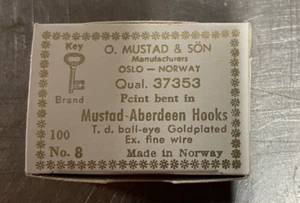 O. MUSTAD & SÖN
Key
Manufacturers
OSLO — NORWAY
Qual. 37353
Brand
Point bent in
Mustad-Aberdeen Hooks
100
T. d. ball-eye Goldplated
Ex. fine wire
No. 8
Made in Norway